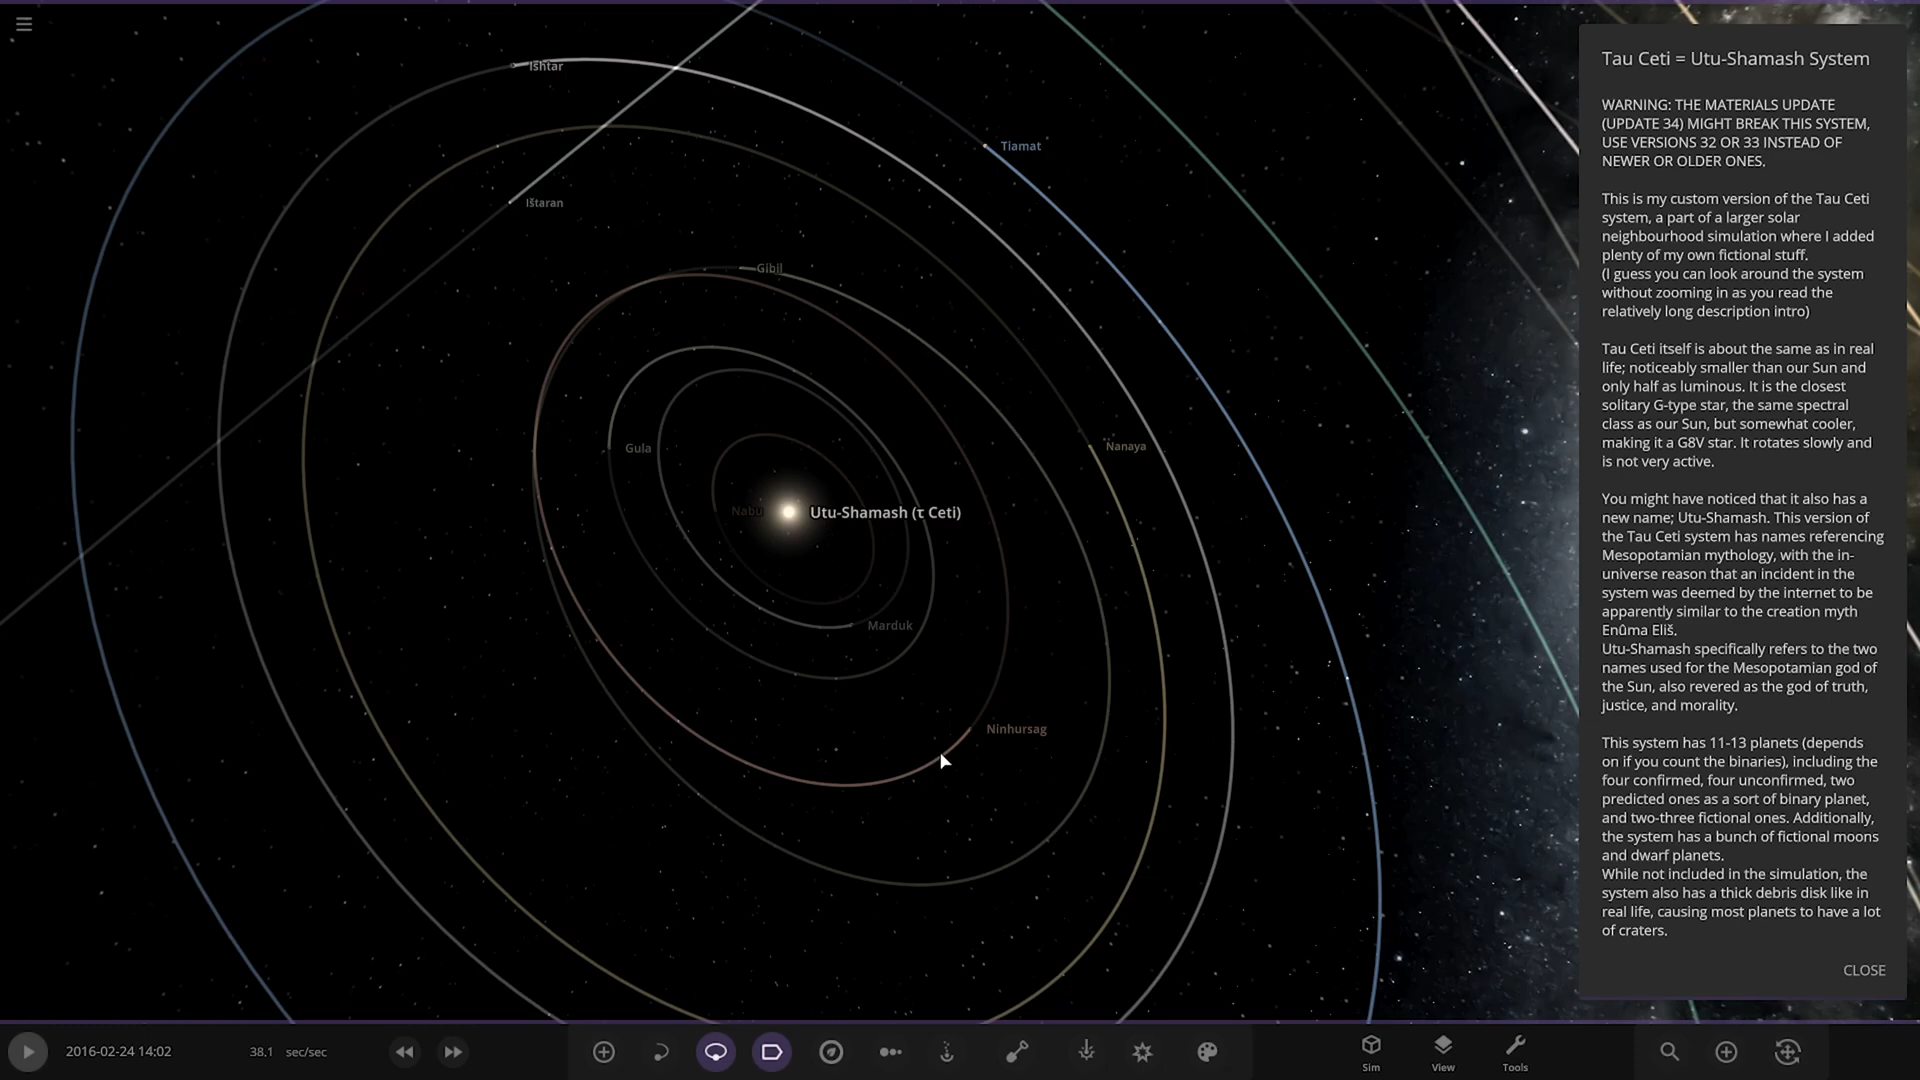 Ishtar
Tiamat
Ištaran
Gibil
Gula
Nanaya
Nabu
Utu-Shamash (τ Ceti)
Marduk
Ninhursag
Tau Ceti = Utu-Shamash System
WARNING: THE MATERIALS UPDATE
(UPDATE 34) MIGHT BREAK THIS SYSTEM,
USE VERSIONS 32 OR 33 INSTEAD OF
NEWER OR OLDER ONES.
This is my custom version of the Tau Ceti
system, a part of a larger solar
neighbourhood simulation where I added
plenty of my own fictional stuff.
(I guess you can look around the system
without zooming in as you read the
relatively long description intro)
Tau Ceti itself is about the same as in real
life; noticeably smaller than our Sun and
only half as luminous. It is the closest
solitary G-type star, the same spectral
class as our Sun, but somewhat cooler,
making it a G8V star. It rotates slowly and
is not very active.
You might have noticed that it also has a
new name; Utu-Shamash. This version of
the Tau Ceti system has names referencing
Mesopotamian mythology, with the in-
universe reason that an incident in the
system was deemed by the internet to be
apparently similar to the creation myth
Enûma Eliš.
Utu-Shamash specifically refers to the two
names used for the Mesopotamian god of
the Sun, also revered as the god of truth,
justice, and morality.
This system has 11-13 planets (depends
on if you count the binaries), including the
four confirmed, four unconfirmed, two
predicted ones as a sort of binary planet,
and two-three fictional ones. Additionally,
the system has a bunch of fictional moons
and dwarf planets.
While not included in the simulation, the
system also has a thick debris disk like in
real life, causing most planets to have a lot
of craters.
CLOSE
2016-02-24 14:02
38.1 sec/sec
Sim
View
Tools